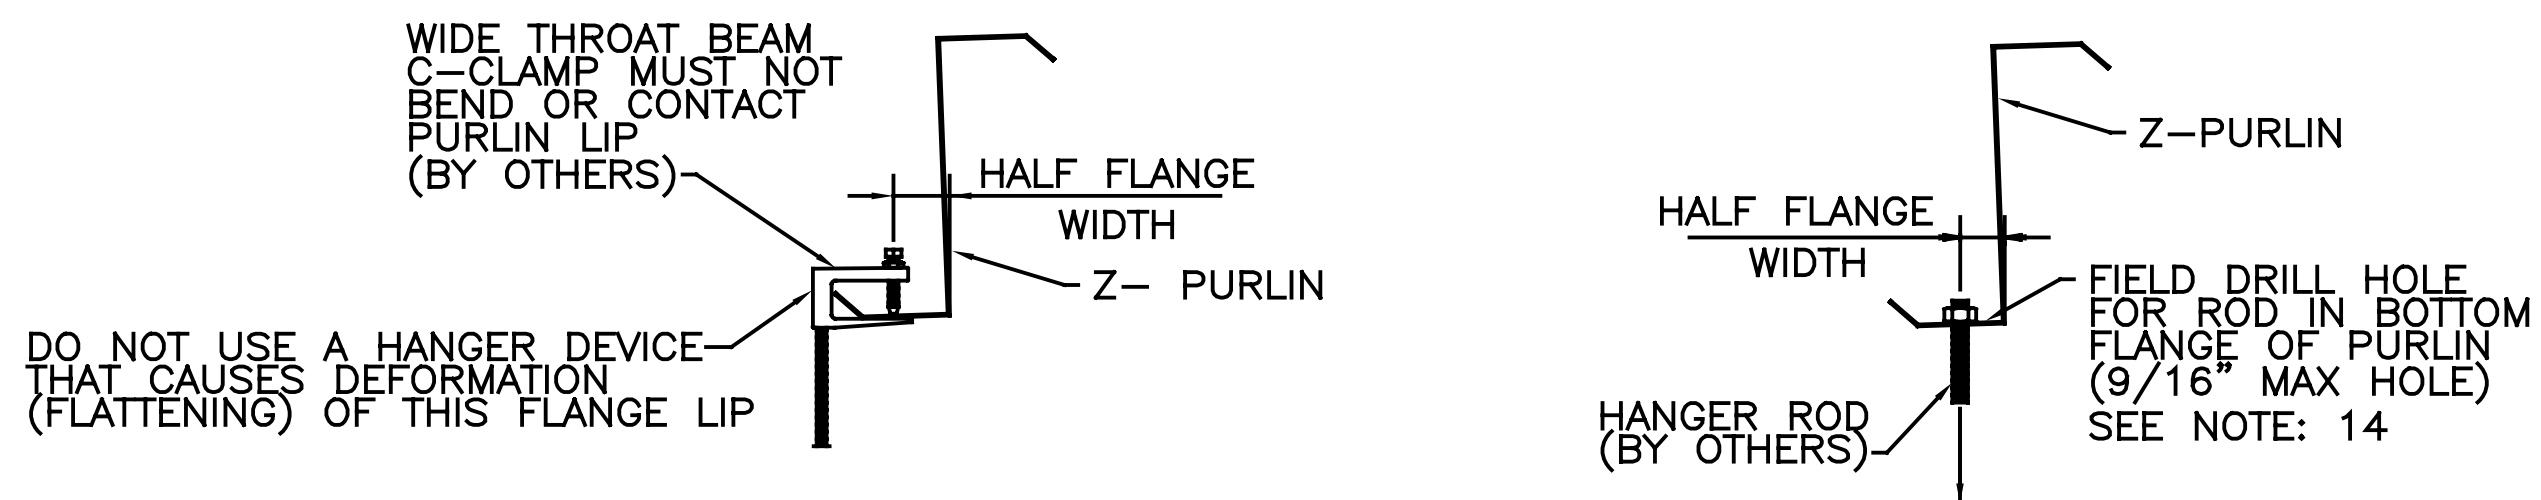 WIDE THROAT BEAM
C-CLAMP MUST NOT
BEND OR CONTACT
PURLIN LIP
(BY OTHERS)
HALF FLANGE
WIDTH
Z- PURLIN
DO NOT USE A HANGER DEVICE
THAT CAUSES DEFORMATION
(FLATTENING) OF THIS FLANGE LIP
Z-PURLIN
HALF FLANGE
WIDTH
FIELD DRILL HOLE
FOR ROD IN BOTTOM
FLANGE OF PURLIN
(9/16" MAX HOLE)
SEE NOTE: 14
HANGER ROD
(BY OTHERS)